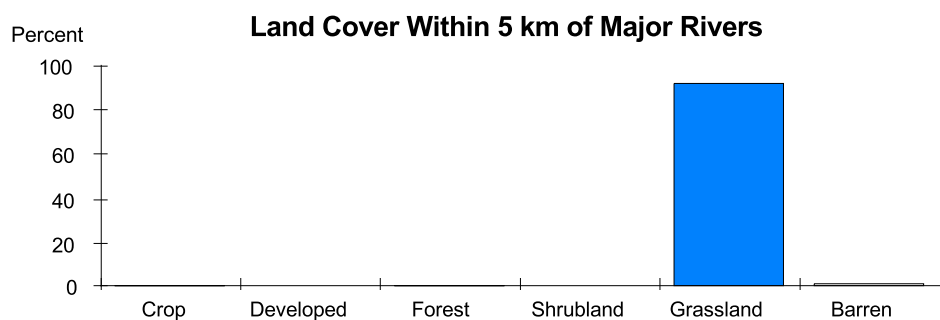 Land Cover Within 5 km of Major Rivers
Percent
100
80
60
40
20
0
Crop Developed Forest Shrubland Grassland Barren